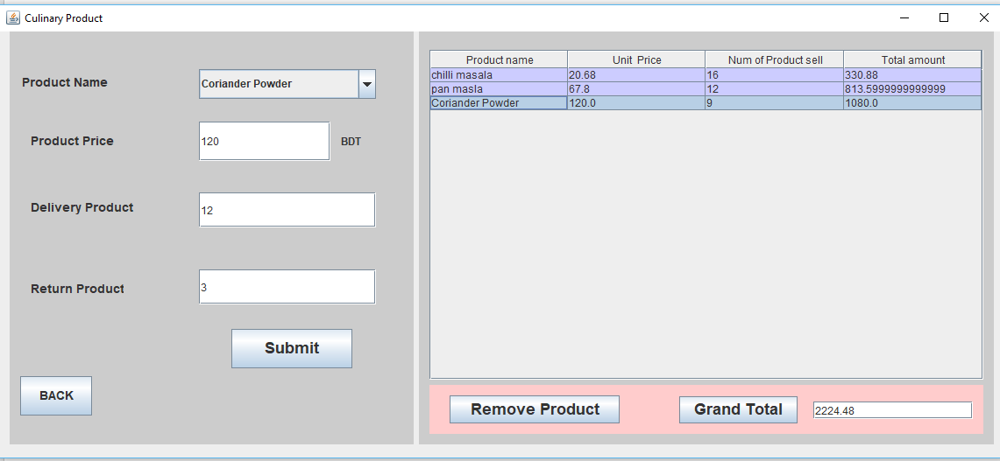 Culinary Product
Product Name
Coriander Powder
Product Price
120
BDT
Delivery Product
12
Return Product
3
Submit
BACK
Product name Unit Price Num of Product sell Total amount
chilli masala 20.68 16 330.88
pan masla 67.8 12 813.5999999999999
Coriander Powder 120.0 9 1080.0
Remove Product
Grand Total
2224.48